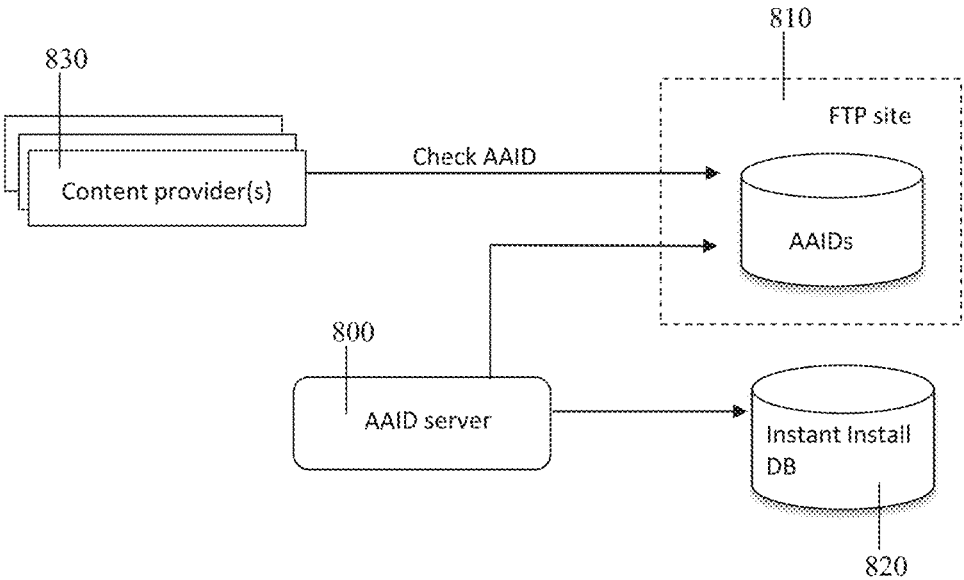 810
830
FTP site
Check AAID
Content provider(s)
AAIDs
800
AAID server
Instant Install
DB
820